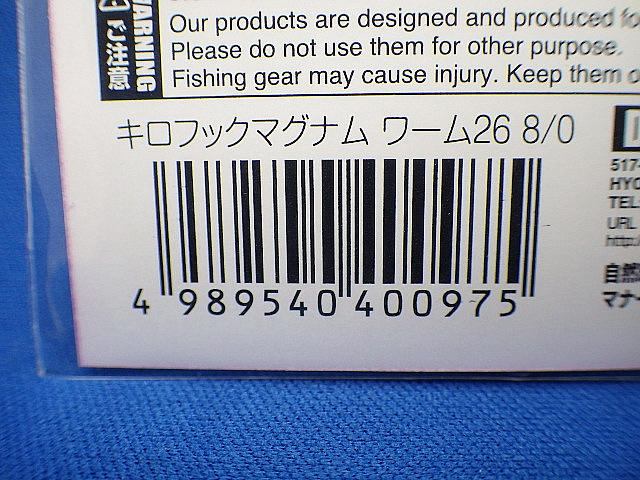 WARNING
ご注意
Our products are designed and produced fo
Please do not use them for other purpose.
Fishing gear may cause injury. Keep them o
キロフックマグナム ワーム26 8/0
4 989540 400975
517
HYO
TEL:
URL
http:/
自然
マナー